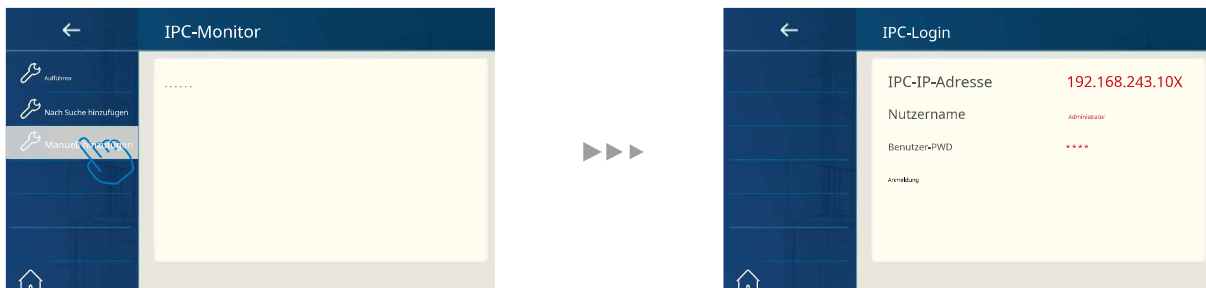 IPC-Monitor
Aufführen
Nach Suche hinzufügen
Manuell hinzufügen
......
IPC-Login
IPC-IP-Adresse 192.168.243.10X
Nutzername Administrator
Benutzer-PWD ****
Anmeldung